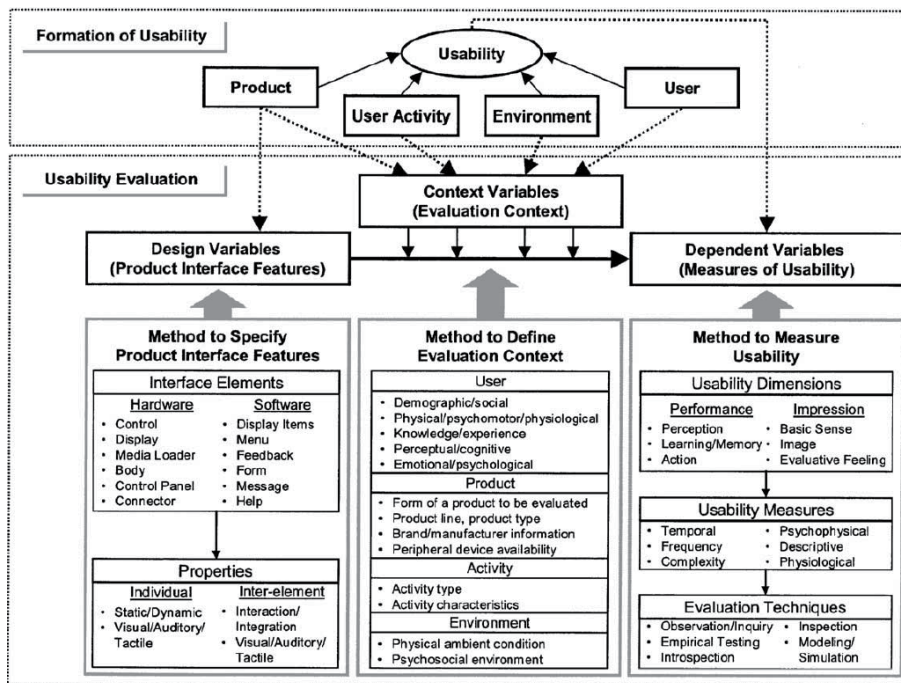 Formation of Usability
Usability
Product
User
User Activity
Environment
Usability Evaluation
Context Variables
(Evaluation Context)
Design Variables
(Product Interface Features)
Dependent Variables
(Measures of Usability)
Method to Specify
Product Interface Features
Interface Elements
Hardware
• Control
• Display
• Media Loader
• Body
• Control Panel
• Connector
Software
• Display Items
• Menu
• Feedback
• Form
• Message
• Help
Properties
Individual
• Static/Dynamic
• Visual/Auditory/
Tactile
Inter-element
• Interaction/
Integration
• Visual/Auditory/
Tactile
Method to Define
Evaluation Context
User
• Demographic/social
• Physical/psychomotor/physiological
• Knowledge/experience
• Perceptual/cognitive
• Emotional/psychological
Product
• Form of a product to be evaluated
• Product line, product type
• Brand/manufacturer information
• Peripheral device availability
Activity
• Activity type
• Activity characteristics
Environment
• Physical ambient condition
• Psychosocial environment
Method to Measure
Usability
Usability Dimensions
Performance
• Perception
• Learning/Memory
• Action
Impression
• Basic Sense
• Image
• Evaluative Feeling
Usability Measures
• Temporal
• Frequency
• Complexity
• Psychophysical
• Descriptive
• Physiological
Evaluation Techniques
• Observation/Inquiry
• Empirical Testing
• Introspection
• Inspection
• Modeling/
Simulation